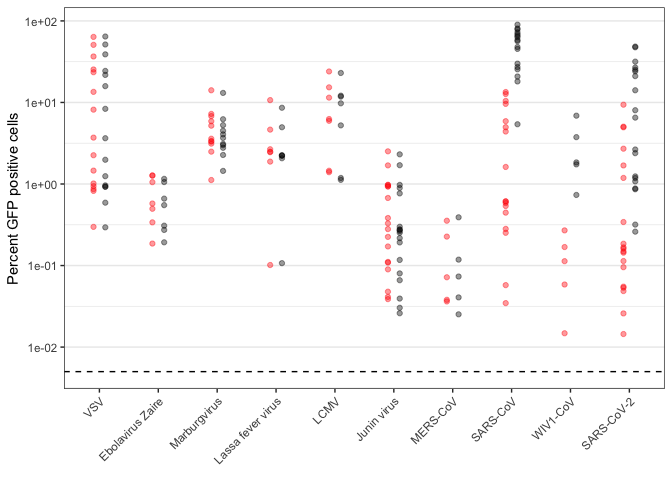 Percent GFP positive cells
1e+02
1e+01
1e+00
1e-01
1e-02
VSV
Ebolavirus Zaire
Marburgvirus
Lassa fever virus
LCMV
Junin virus
MERS-CoV
SARS-CoV
WIV1-CoV
SARS-CoV-2